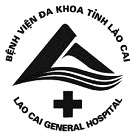 BỆNH VIỆN ĐA KHOA TỈNH LÀO CAI
LAO CAI GENERAL HOSPITAL